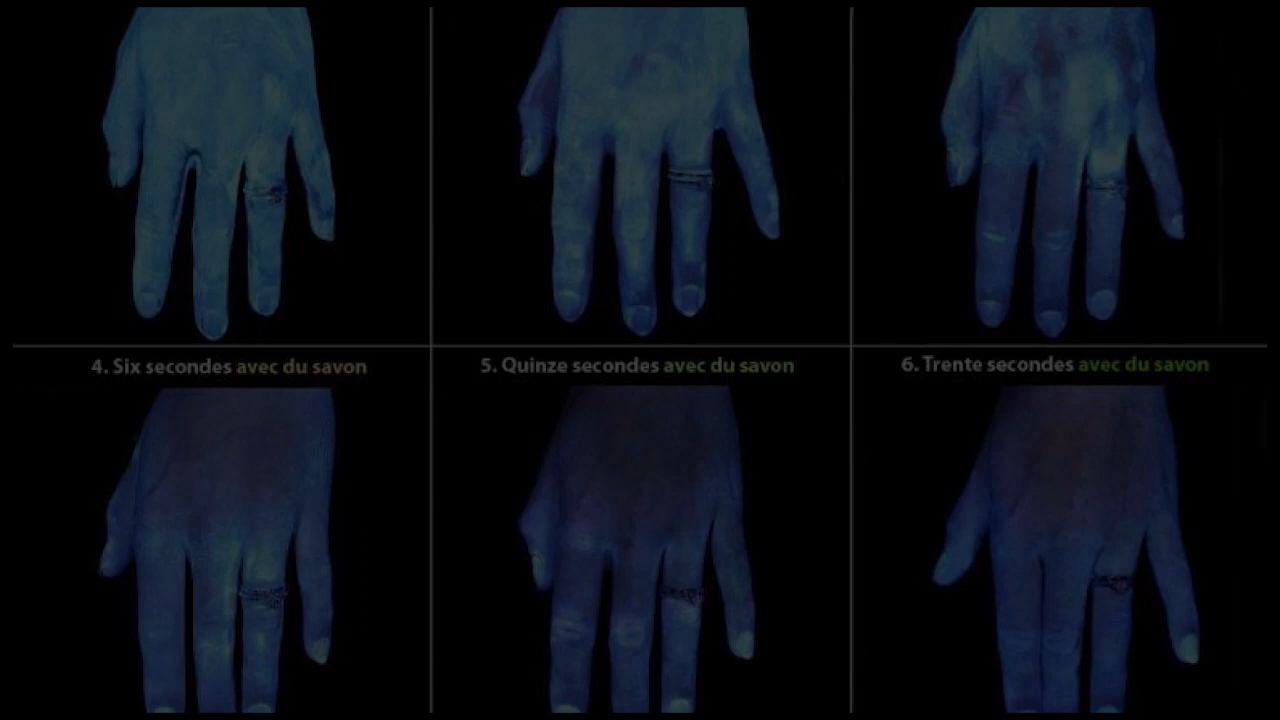 4. Six secondes avec du savon
5. Quinze secondes avec du savon
6. Trente secondes avec du savon